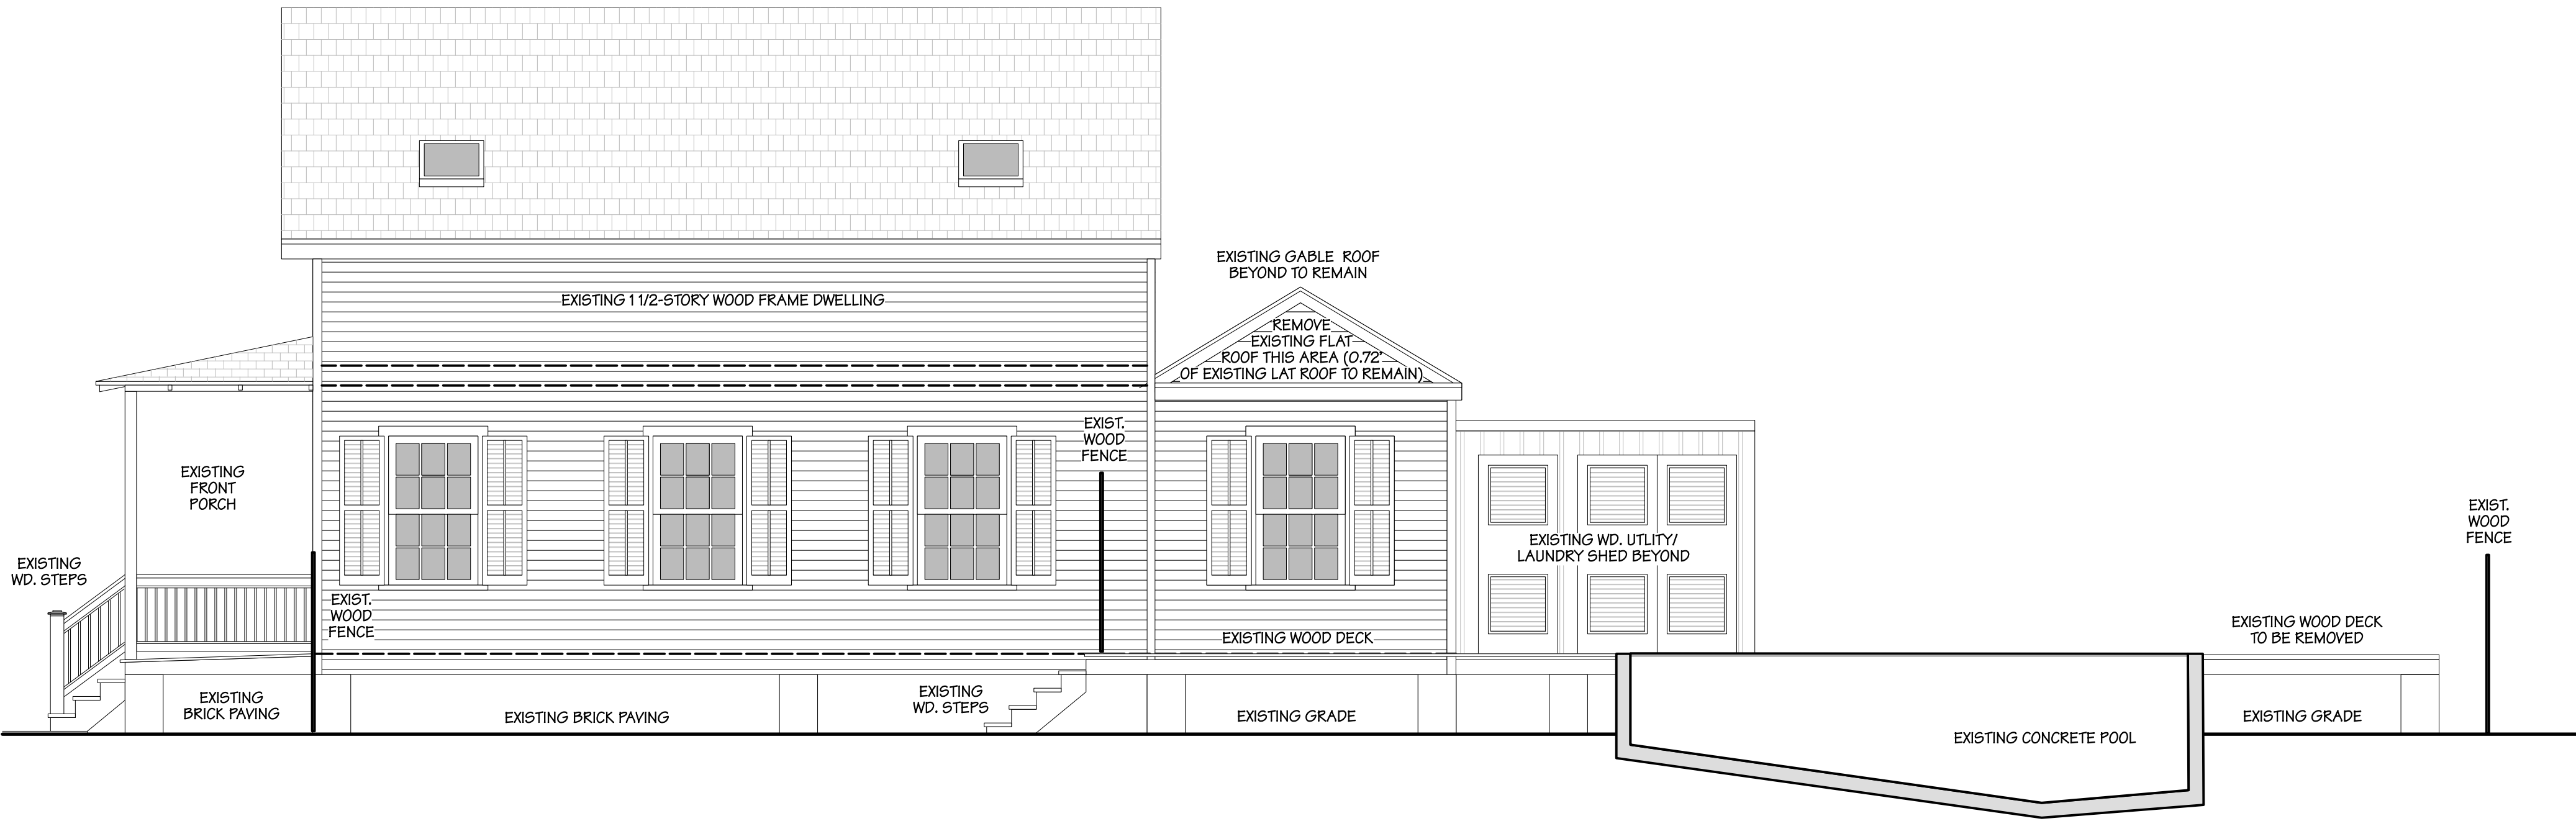 EXISTING GABLE ROOF
BEYOND TO REMAIN
EXISTING 1 1/2-STORY WOOD FRAME DWELLING
REMOVE
EXISTING FLAT
ROOF THIS AREA (0.72'
OF EXISTING LAT ROOF TO REMAIN)
EXIST.
WOOD
FENCE
EXISTING
FRONT
PORCH
EXIST.
WOOD
FENCE
EXISTING WD. UTLITY/
LAUNDRY SHED BEYOND
EXISTING
WD. STEPS
EXIST.
WOOD
FENCE
EXISTING WOOD DECK
EXISTING WOOD DECK
TO BE REMOVED
EXISTING
BRICK PAVING
EXISTING BRICK PAVING
EXISTING
WD. STEPS
EXISTING GRADE
EXISTING CONCRETE POOL
EXISTING GRADE